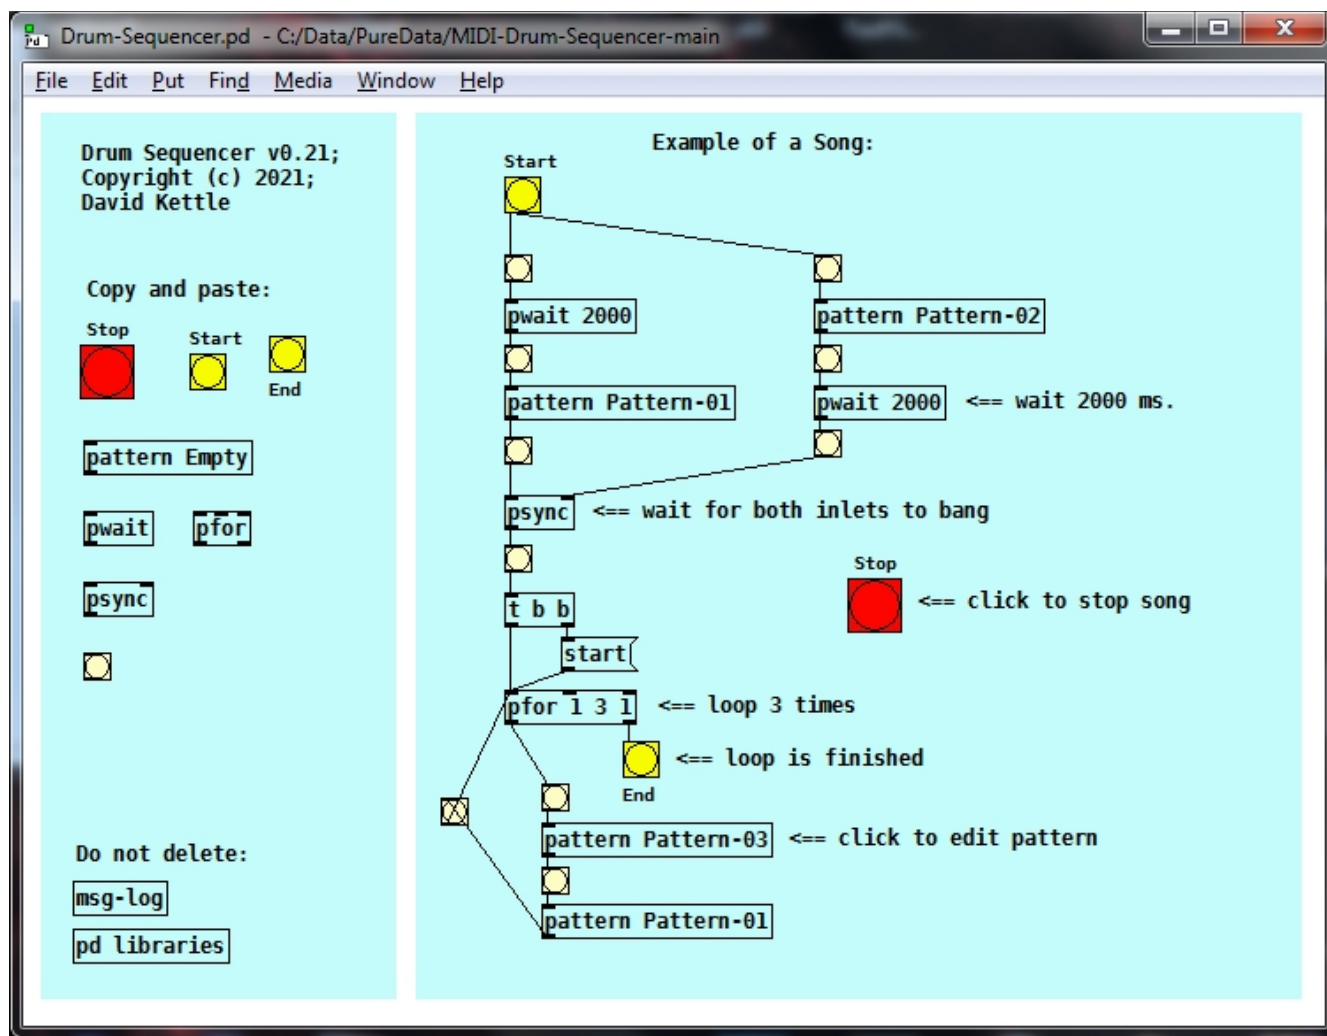 Drum-Sequencer.pd - C:/Data/PureData/MIDI-Drum-Sequencer-main
File Edit Put Find Media Window Help
Drum Sequencer v0.21;
Copyright (c) 2021;
David Kettle
Copy and paste:
Stop
Start
End
pattern Empty
pwait
pfor
psync
Do not delete:
msg-log
pd libraries
Example of a Song:
Start
pwait 2000
pattern Pattern-02
pattern Pattern-01
pwait 2000
<== wait 2000 ms.
psync
<== wait for both inlets to bang
Stop
<== click to stop song
t b b
start
pfor 1 3 1
<== loop 3 times
<== loop is finished
End
pattern Pattern-03
<== click to edit pattern
pattern Pattern-01